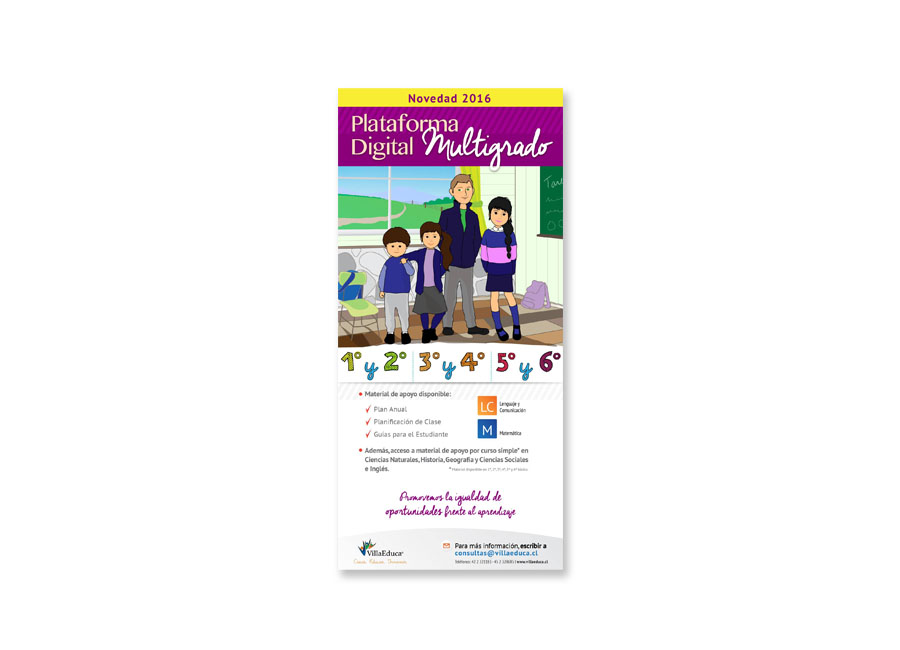 Novedad 2016
Plataforma
Digital Multigrado
1° y 2° 3° y 4° 5° y 6°
• Material de apoyo disponible:
Plan Anual
Planificación de Clase
Guías para el Estudiante
LC Lenguaje y
Comunicación
M Matemática
• Además, acceso a material de apoyo por curso simple* en
Ciencias Naturales, Historia, Geografía y Ciencias Sociales
e Inglés.
Promovemos la igualdad de
oportunidades frente al aprendizaje
VillaEduca
Para más información, escribir a
consultas@villaeduca.cl
www.villaeduca.cl